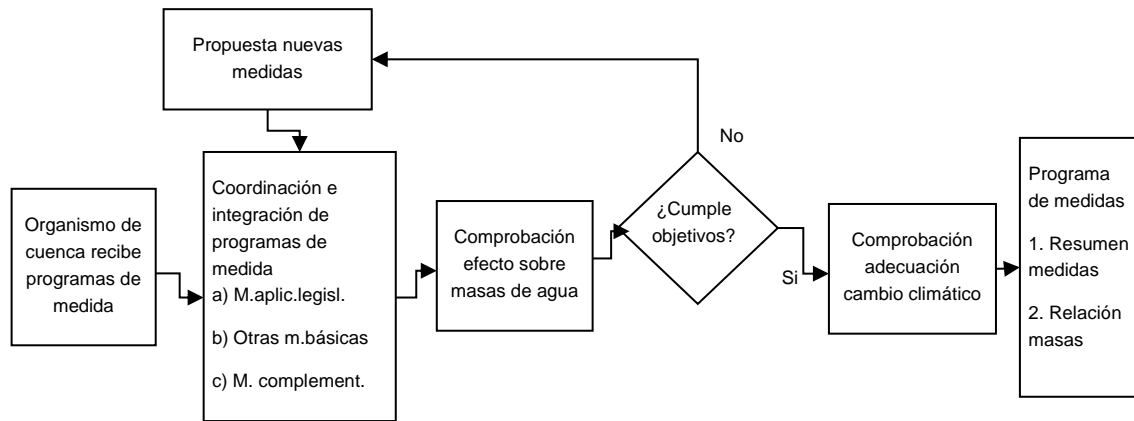 Propuesta nuevas
medidas
Organismo de
cuenca recibe
programas de
medida
Coordinación e
integración de
programas de
medida
a) M.aplic.legisl.
b) Otras m.básicas
c) M. complement.
Comprobación
efecto sobre
masas de agua
¿Cumple
objetivos?
No
Si
Comprobación
adecuación
cambio climático
Programa
de medidas
1. Resumen
medidas
2. Relación
masas